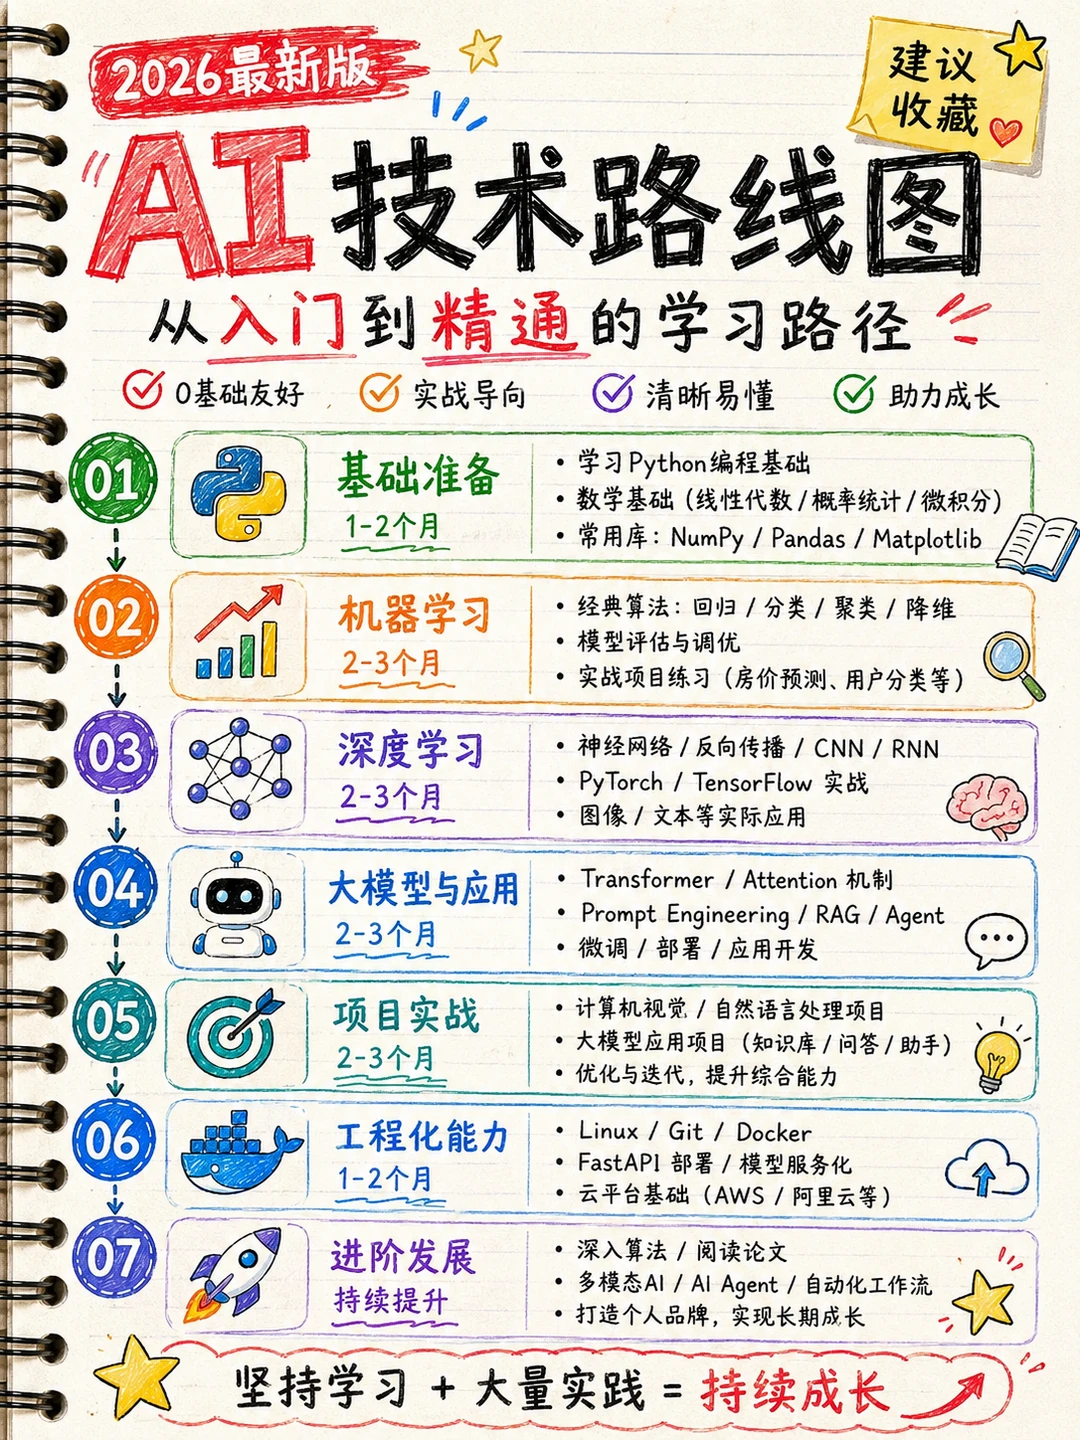 2026最新版
建议
收藏
AI技术路线图
从入门到精通的学习路径
0基础友好
实战导向
清晰易懂
助力成长
01
基础准备
1-2个月
• 学习Python编程基础
• 数学基础（线性代数/概率统计/微积分）
• 常用库：NumPy / Pandas / Matplotlib
02
机器学习
2-3个月
• 经典算法：回归 / 分类 / 聚类 / 降维
• 模型评估与调优
• 实战项目练习（房价预测、用户分类等）
03
深度学习
2-3个月
• 神经网络 / 反向传播 / CNN / RNN
• PyTorch / TensorFlow 实战
• 图像 / 文本等实际应用
04
大模型与应用
2-3个月
• Transformer / Attention 机制
• Prompt Engineering / RAG / Agent
• 微调 / 部署 / 应用开发
05
项目实战
2-3个月
• 计算机视觉 / 自然语言处理项目
• 大模型应用项目（知识库/问答/助手）
• 优化与迭代，提升综合能力
06
工程化能力
1-2个月
• Linux / Git / Docker
• FastAPI 部署 / 模型服务化
• 云平台基础（AWS / 阿里云等）
07
进阶发展
持续提升
• 深入算法 / 阅读论文
• 多模态AI / AI Agent / 自动化工作流
• 打造个人品牌，实现长期成长
坚持学习 + 大量实践 = 持续成长